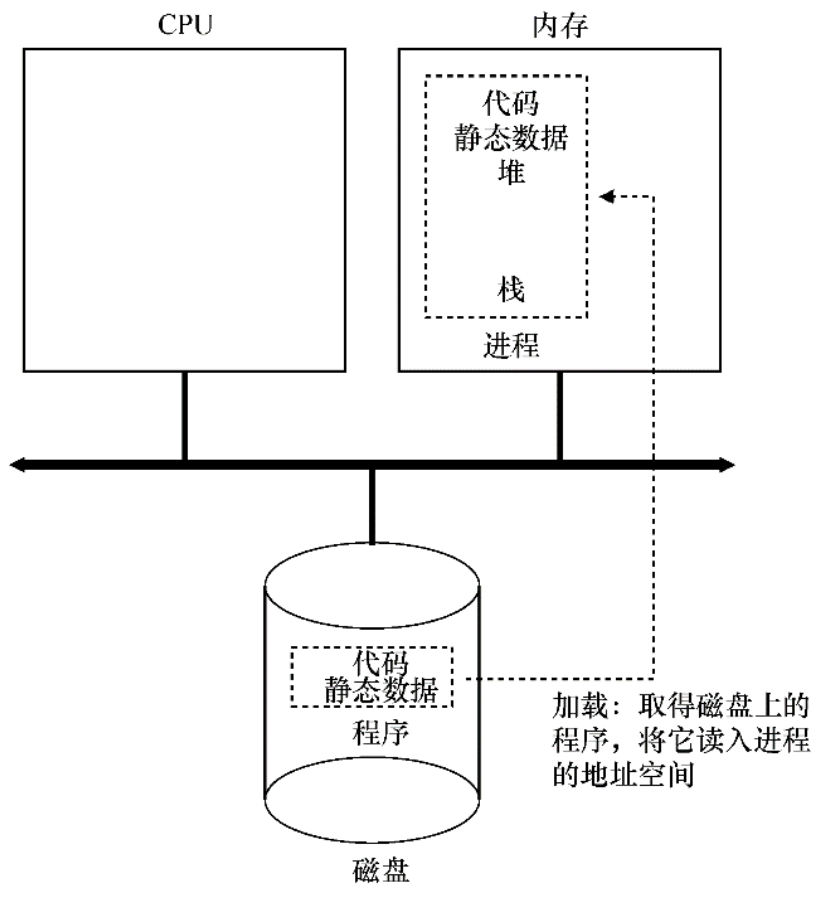 CPU
内存
代码
静态数据
堆
栈
进程
代码
静态数据
程序
加载：取得磁盘上的
程序，将它读入进程
的地址空间
磁盘